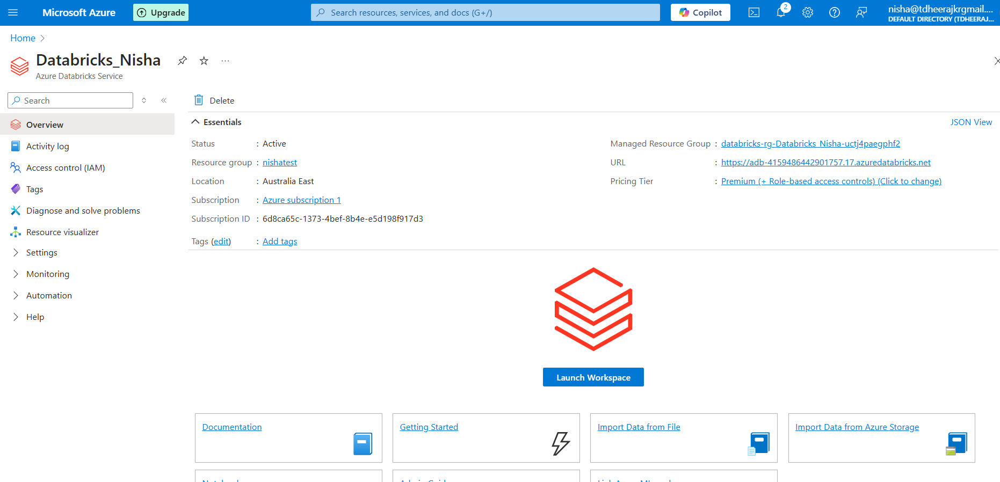 Microsoft Azure
Upgrade
Search resources, services, and docs (G+/)
Copilot
2
nisha@tdheerajkrgmail....
DEFAULT DIRECTORY (TDHEERAJ...
Home
Databricks_Nisha
Azure Databricks Service
Search
Overview
Activity log
Access control (IAM)
Tags
Diagnose and solve problems
Resource visualizer
Settings
Monitoring
Automation
Help
Delete
Essentials
JSON View
Status : Active
Resource group : nishatest
Location : Australia East
Subscription : Azure subscription 1
Subscription ID : 6d8ca65c-1373-4bef-8b4e-e5d198f917d3
Tags (edit) : Add tags
Managed Resource Group : databricks-rg-Databricks_Nisha-uctj4paegphf2
URL : https://adb-4159486442901757.17.azuredatabricks.net
Pricing Tier : Premium (+ Role-based access controls) (Click to change)
Launch Workspace
Documentation
Getting Started
Import Data from File
Import Data from Azure Storage